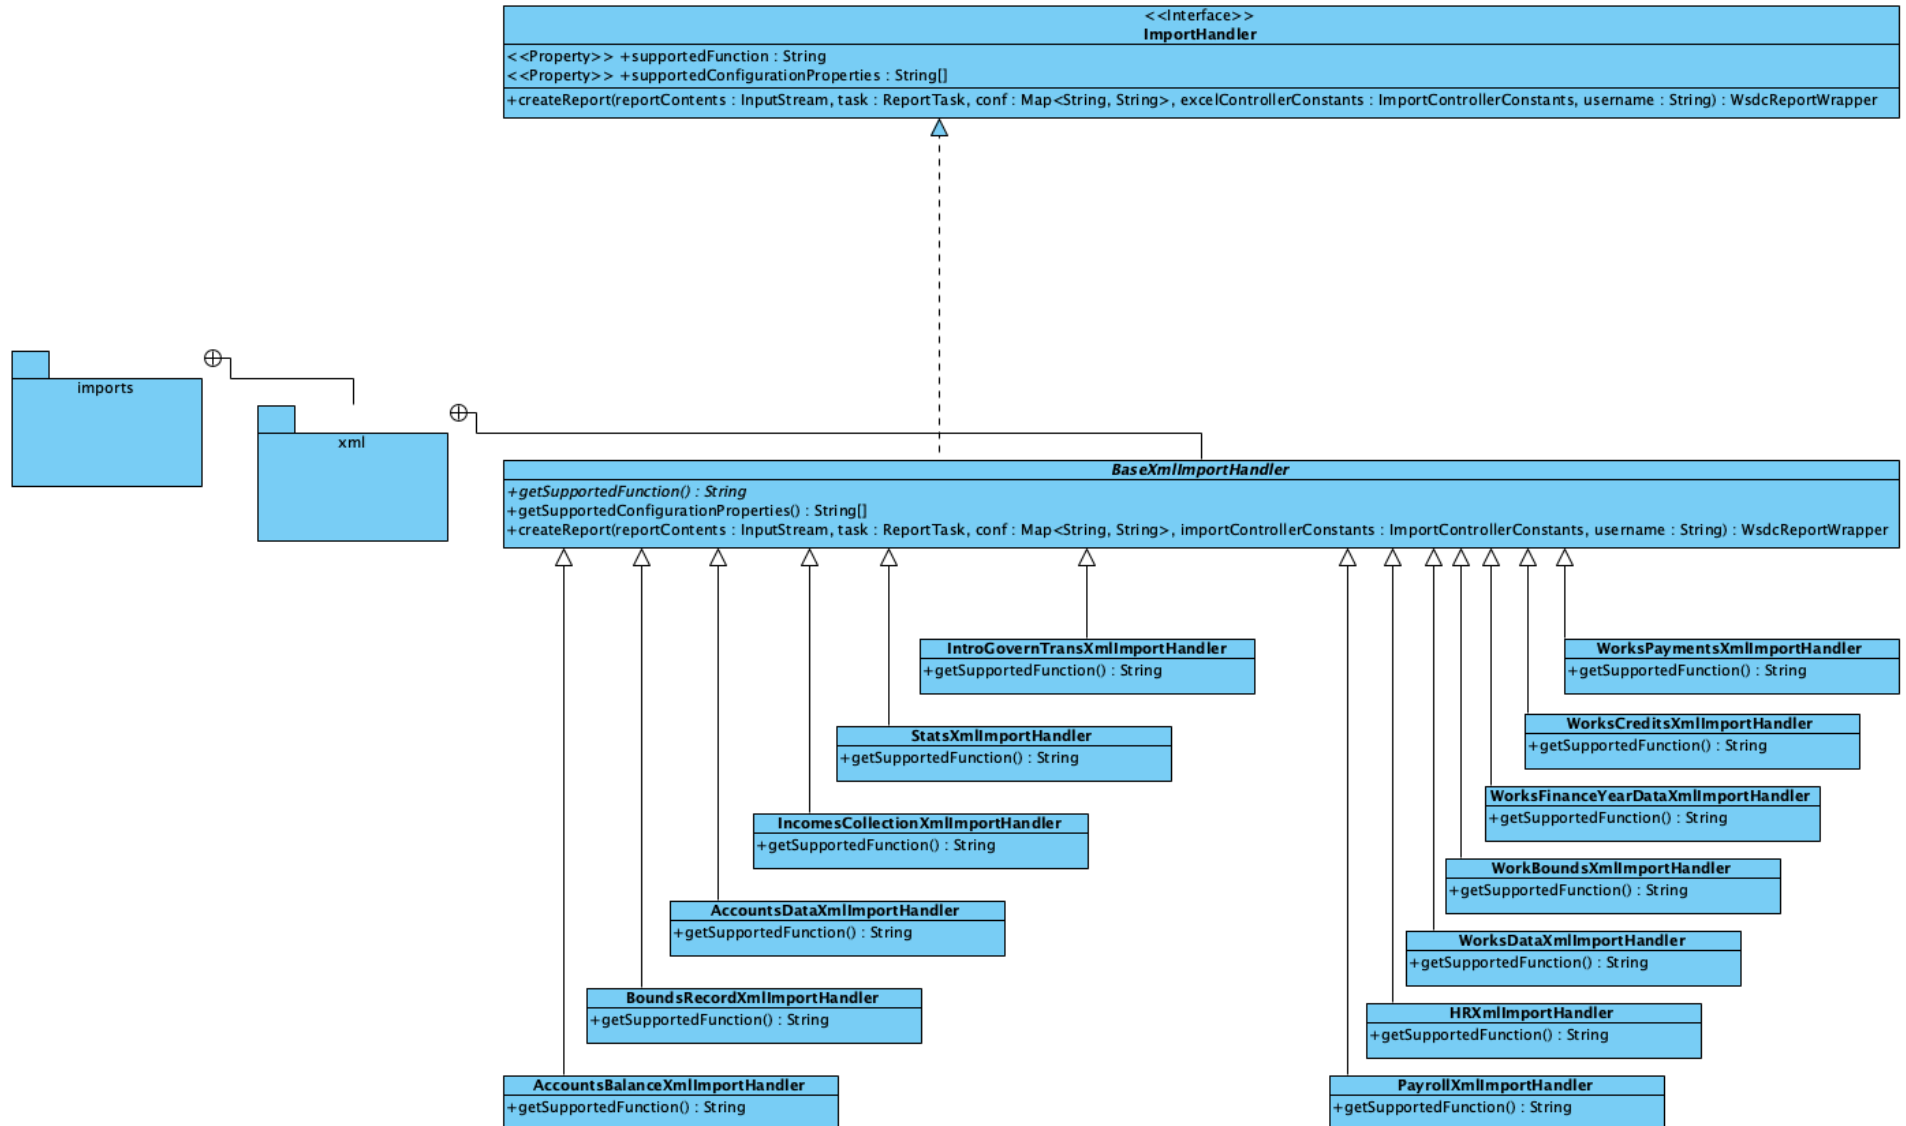 <<Interface>>
ImportHandler
<<Property>> +supportedFunction : String
<<Property>> +supportedConfigurationProperties : String[]
+createReport(reportContents : InputStream, task : ReportTask, conf : Map<String, String>, excelControllerConstants : ImportControllerConstants, username : String) : WsdcReportWrapper
imports
xml
BaseXmlImportHandler
+getSupportedFunction() : String
+getSupportedConfigurationProperties() : String[]
+createReport(reportContents : InputStream, task : ReportTask, conf : Map<String, String>, importControllerConstants : ImportControllerConstants, username : String) : WsdcReportWrapper
IntroGovernTransXmlImportHandler
+getSupportedFunction() : String
WorksPaymentsXmlImportHandler
+getSupportedFunction() : String
WorksCreditsXmlImportHandler
+getSupportedFunction() : String
StatsXmlImportHandler
+getSupportedFunction() : String
WorksFinanceYearDataXmlImportHandler
+getSupportedFunction() : String
IncomesCollectionXmlImportHandler
+getSupportedFunction() : String
WorkBoundsXmlImportHandler
+getSupportedFunction() : String
AccountsDataXmlImportHandler
+getSupportedFunction() : String
WorksDataXmlImportHandler
+getSupportedFunction() : String
BoundsRecordXmlImportHandler
+getSupportedFunction() : String
HRXmlImportHandler
+getSupportedFunction() : String
AccountsBalanceXmlImportHandler
+getSupportedFunction() : String
PayrollXmlImportHandler
+getSupportedFunction() : String